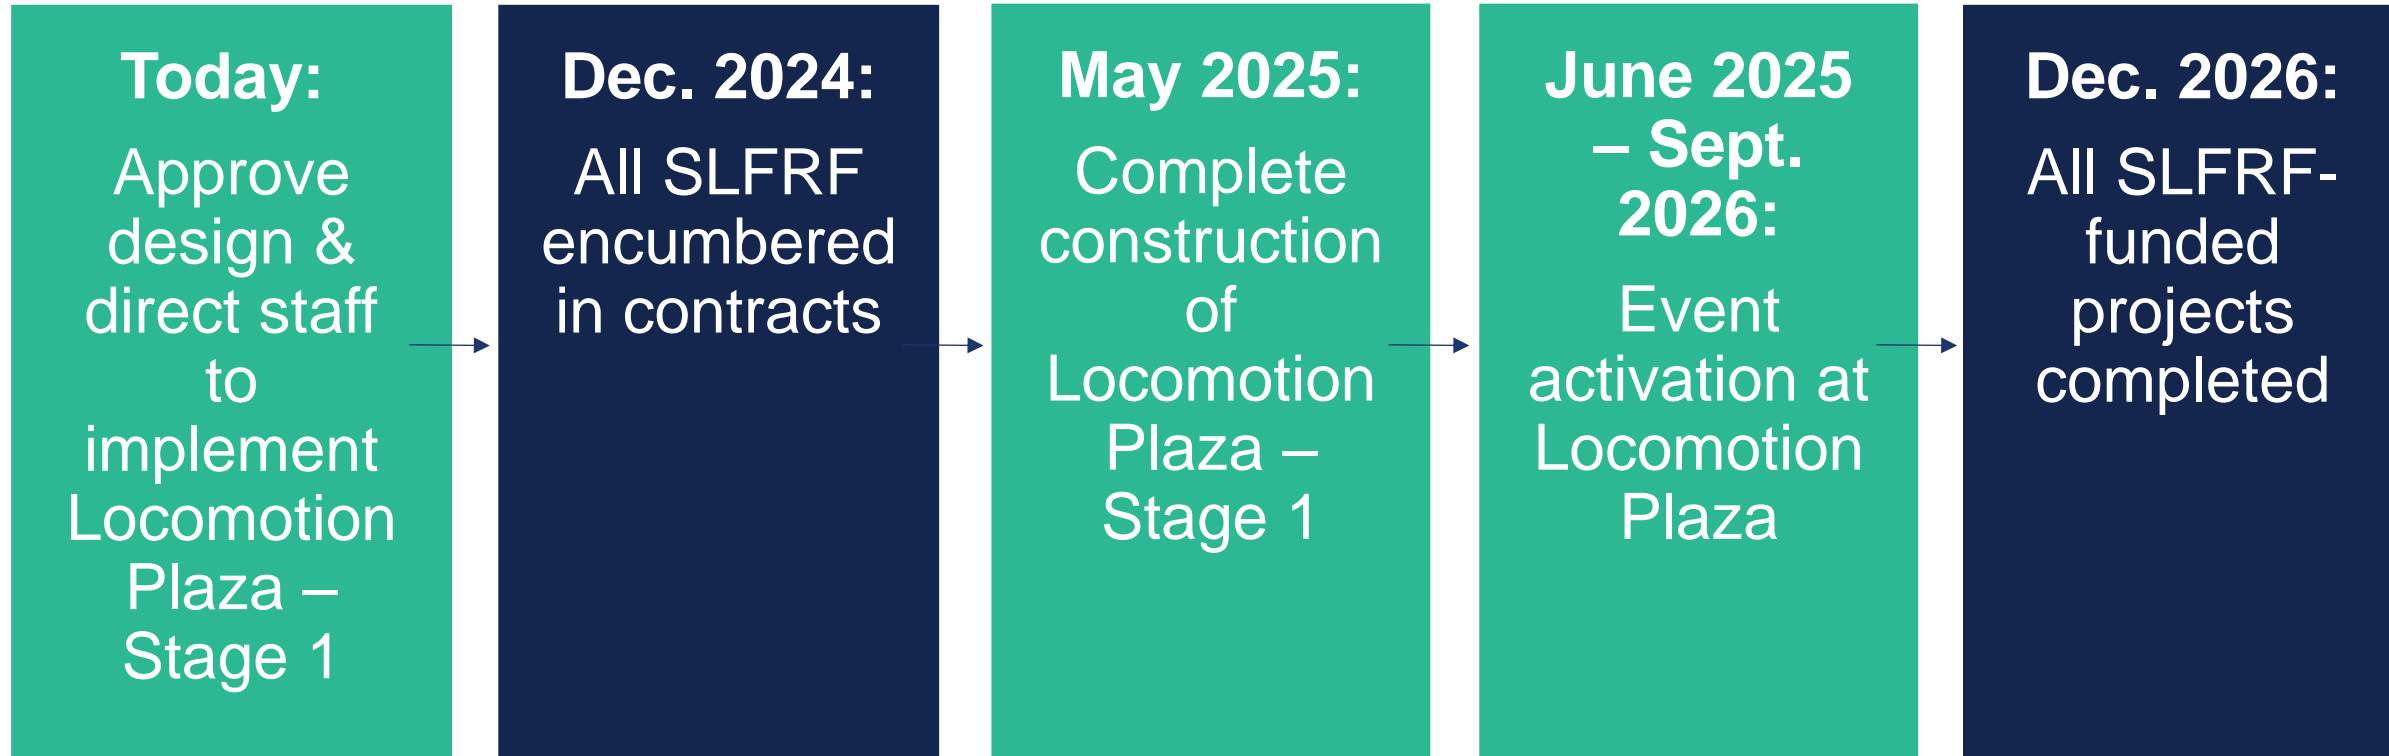 Today:
Approve
design &
direct staff
to
implement
Locomotion
Plaza –
Stage 1
Dec. 2024:
All SLFRF
encumbered
in contracts
May 2025:
Complete
construction
of
Locomotion
Plaza –
Stage 1
June 2025
– Sept.
2026:
Event
activation at
Locomotion
Plaza
Dec. 2026:
All SLFRF-
funded
projects
completed